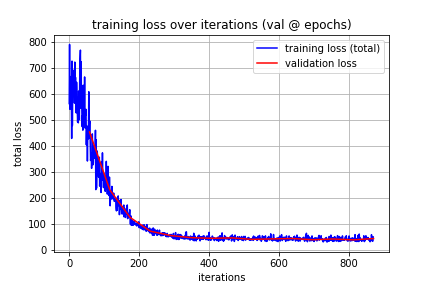 training loss over iterations (val @ epochs)
training loss (total)
validation loss
800
700
600
500
400
300
200
100
0
total loss
0 200 400 600 800
iterations